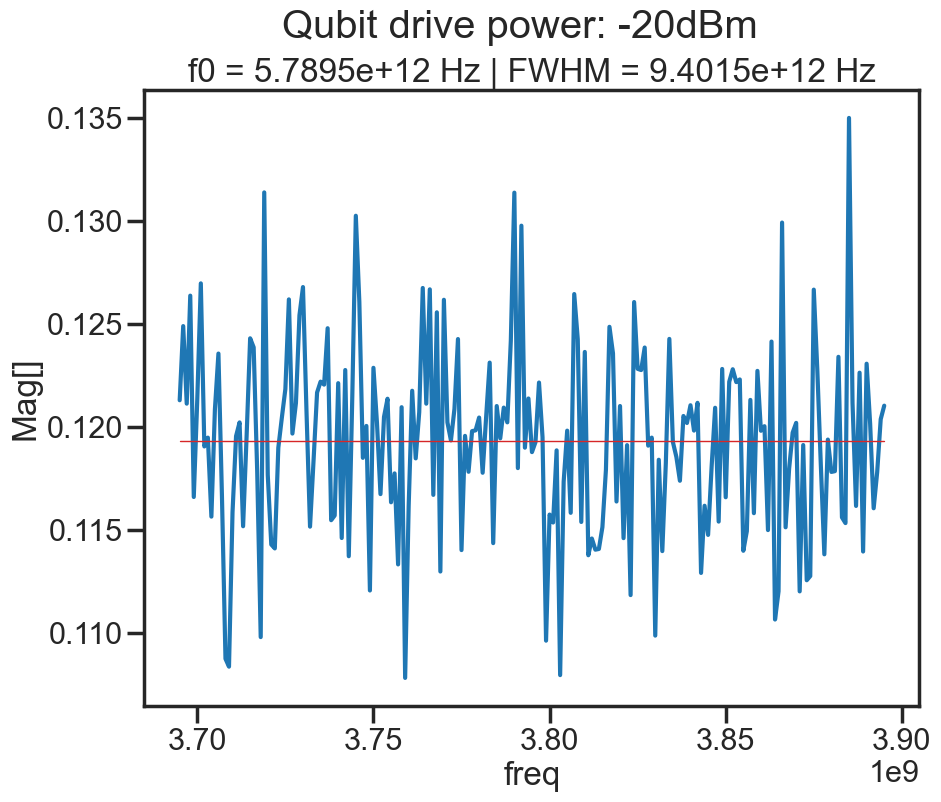 Qubit drive power: -20dBm
f0 = 5.7895e+12 Hz | FWHM = 9.4015e+12 Hz
0.135
0.130
0.125
0.120
0.115
0.110
Mag[]
3.70 3.75 3.80 3.85 3.90
1e9
freq